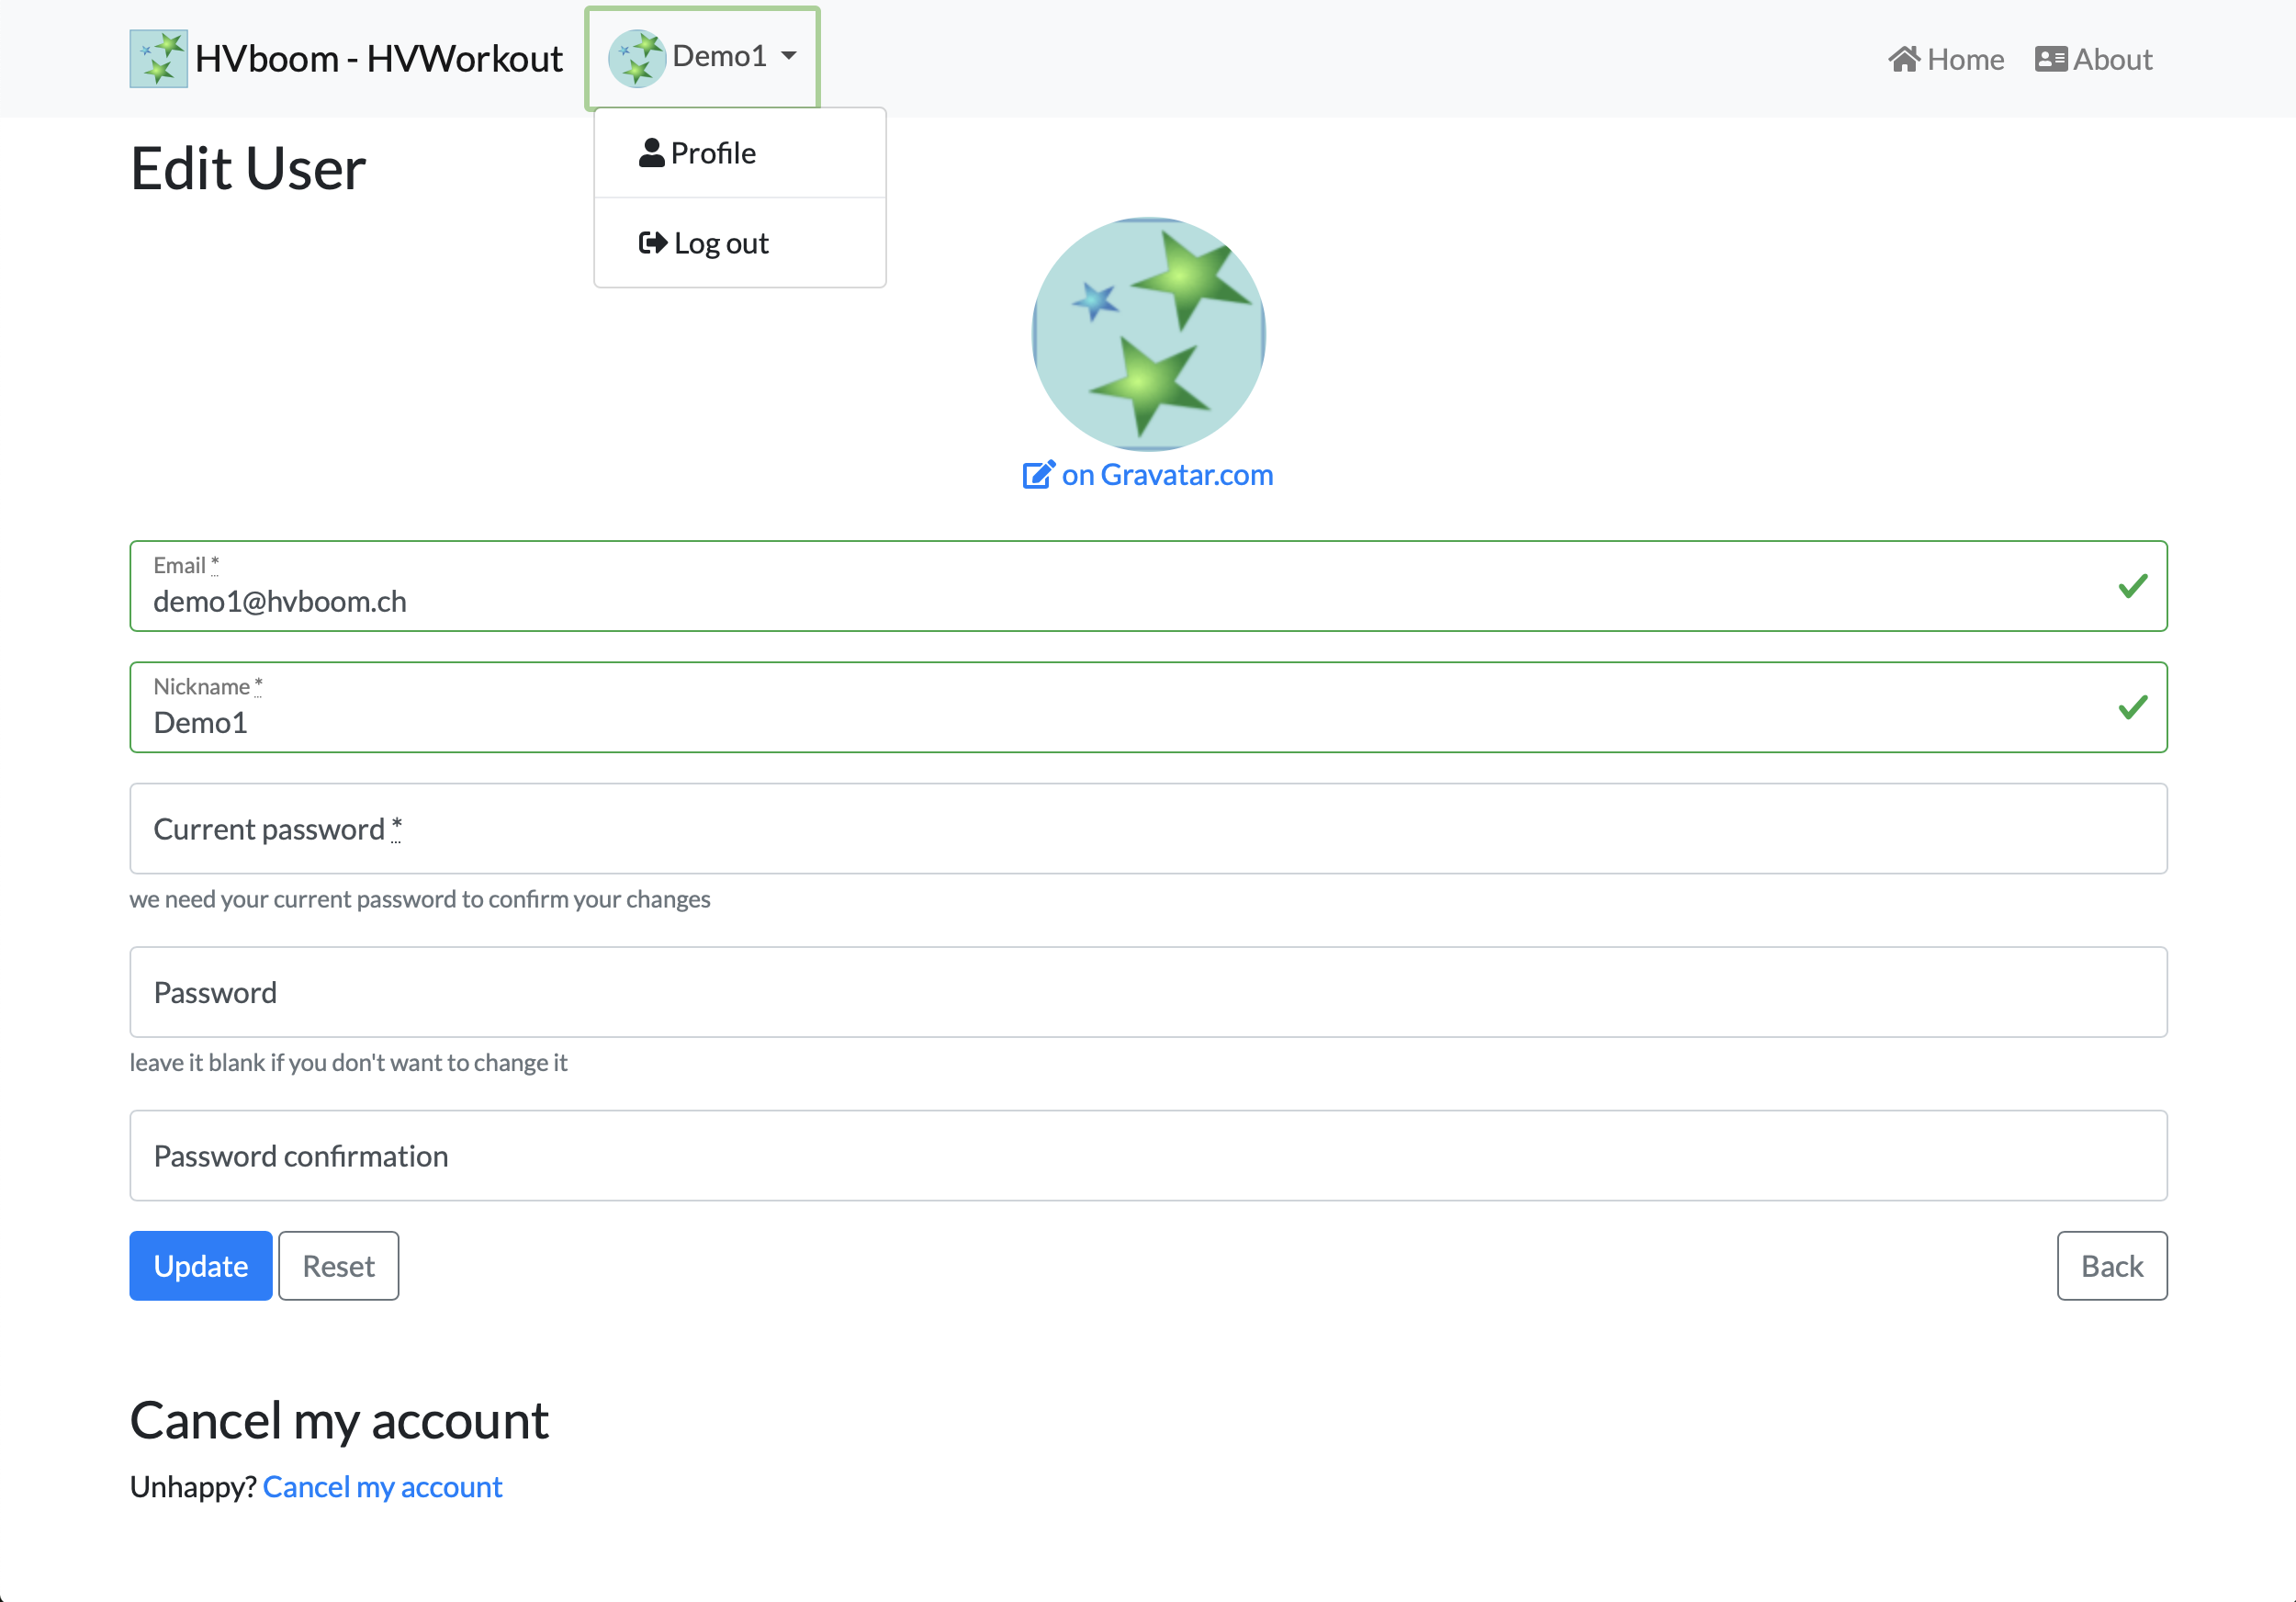 HVboom - HVWorkout
Demo1
Home
About
Profile
Log out
Edit User
on Gravatar.com
Email *
demo1@hvboom.ch
Nickname *
Demo1
Current password *
we need your current password to confirm your changes
Password
leave it blank if you don't want to change it
Password confirmation
Update
Reset
Back
Cancel my account
Unhappy? Cancel my account